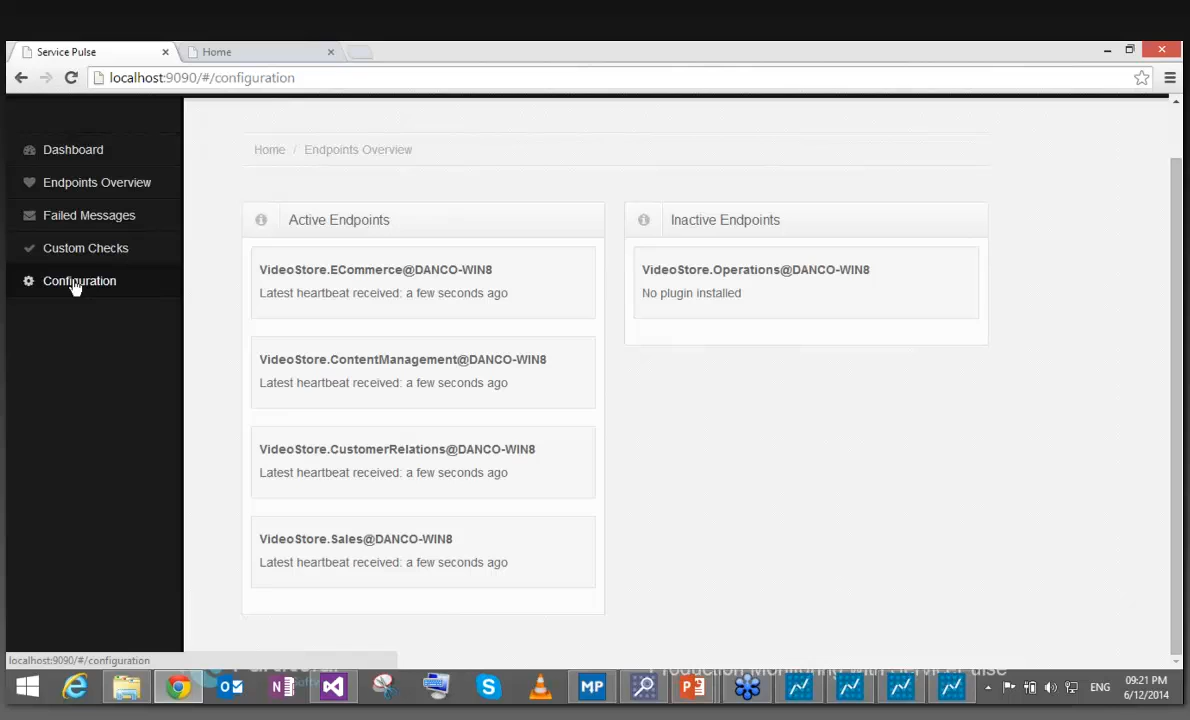 Service Pulse
Home
localhost:9090/#/configuration
Dashboard
Endpoints Overview
Failed Messages
Custom Checks
Configuration
Home / Endpoints Overview
Active Endpoints
VideoStore.ECommerce@DANCO-WIN8
Latest heartbeat received: a few seconds ago
VideoStore.ContentManagement@DANCO-WIN8
Latest heartbeat received: a few seconds ago
VideoStore.CustomerRelations@DANCO-WIN8
Latest heartbeat received: a few seconds ago
VideoStore.Sales@DANCO-WIN8
Latest heartbeat received: a few seconds ago
Inactive Endpoints
VideoStore.Operations@DANCO-WIN8
No plugin installed
localhost:9090/#/configuration
Production Monitoring with ServicePulse
MP
ENG
09:21 PM
6/12/2014